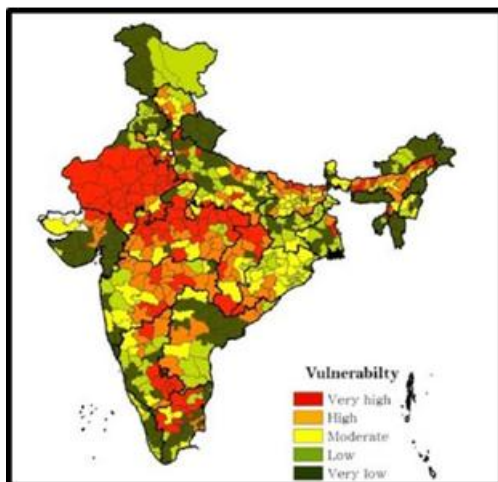 Vulnerabilty
Very high
High
Moderate
Low
Very low